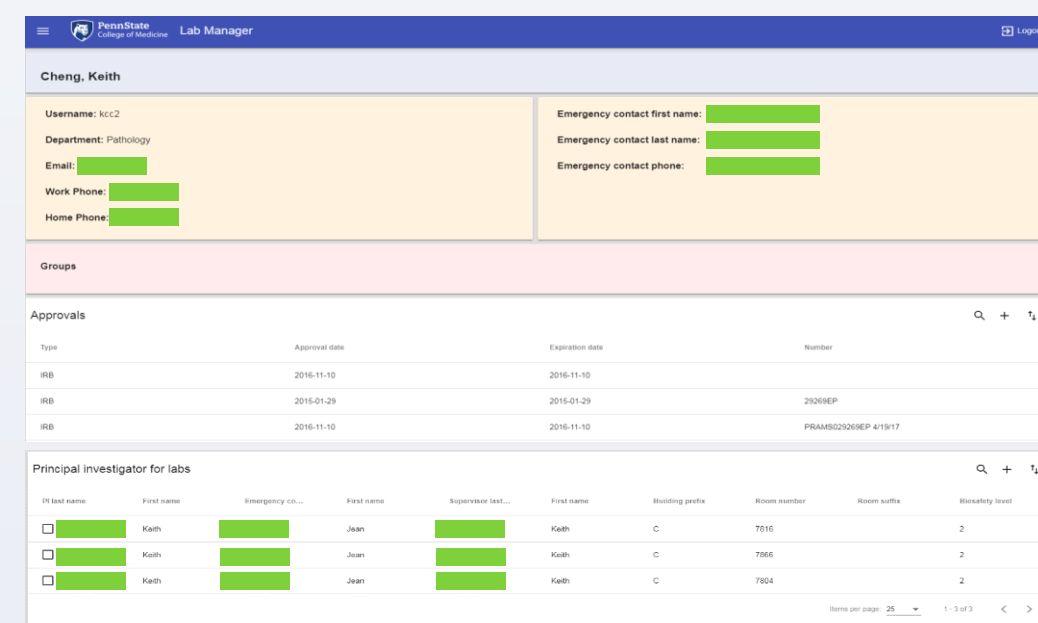 PennState
College of Medicine
Lab Manager
Logou
Cheng, Keith
Username: kcc2
Department: Pathology
Email:
Work Phone:
Home Phone:
Emergency contact first name:
Emergency contact last name:
Emergency contact phone:
Groups
Approvals
Type Approval date Expiration date Number
IRB 2016-11-10 2016-11-10
IRB 2015-01-29 2015-01-29 29269EP
IRB 2016-11-10 2016-11-10 PRAMS029269EP 4/19/17
Principal investigator for labs
PI last name First name Emergency co... First name Supervisor last... First name Building prefix Room number Room suffix Biosafety level
Keith Jean Keith C 7816 2
Keith Jean Keith C 7866 2
Keith Jean Keith C 7804 2
Items per page: 25 1 - 3 of 3